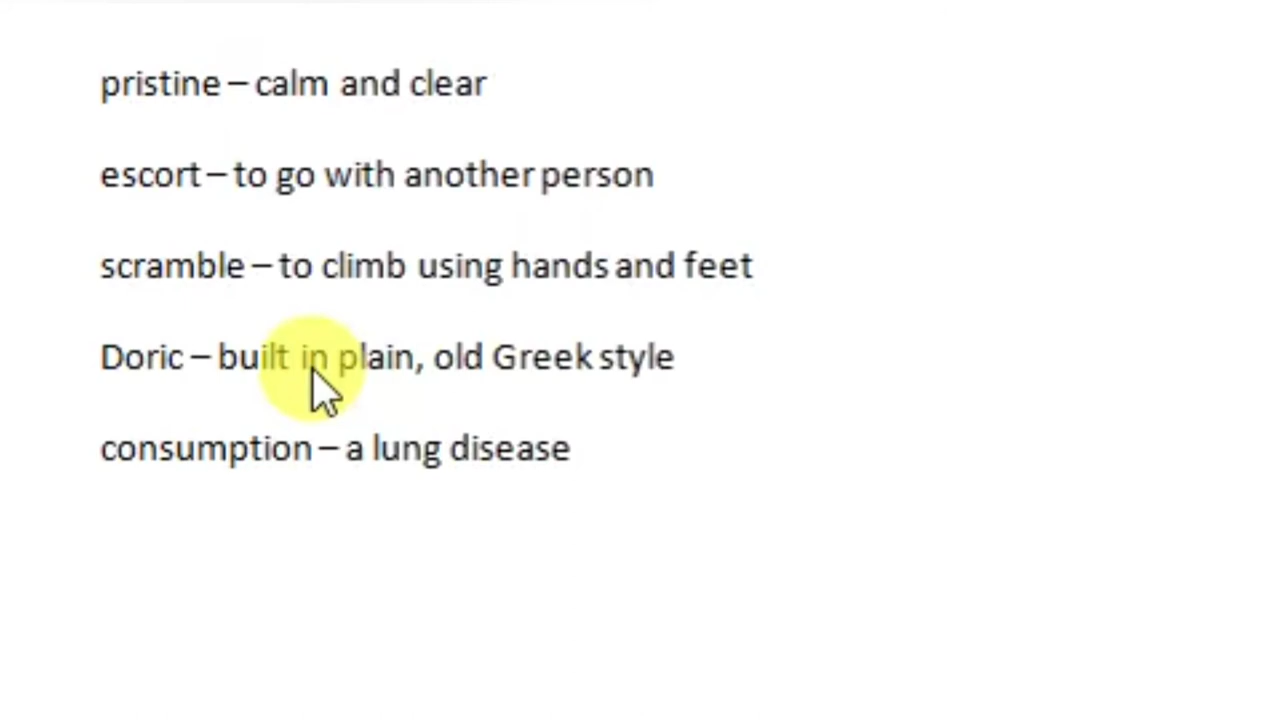 pristine – calm and clear
escort – to go with another person
scramble – to climb using hands and feet
Doric – built in plain, old Greek style
consumption – a lung disease